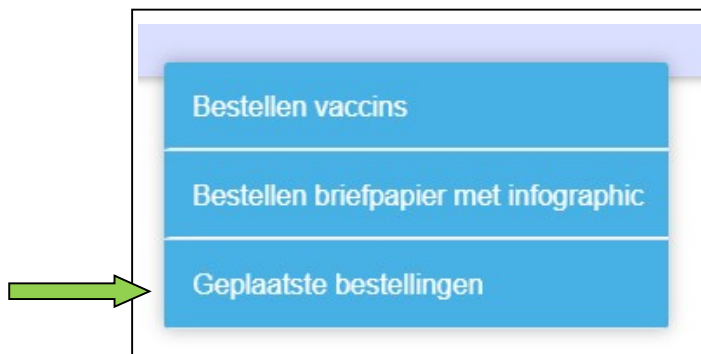 Bestellen vaccins
Bestellen briefpapier met infographic
Geplaatste bestellingen